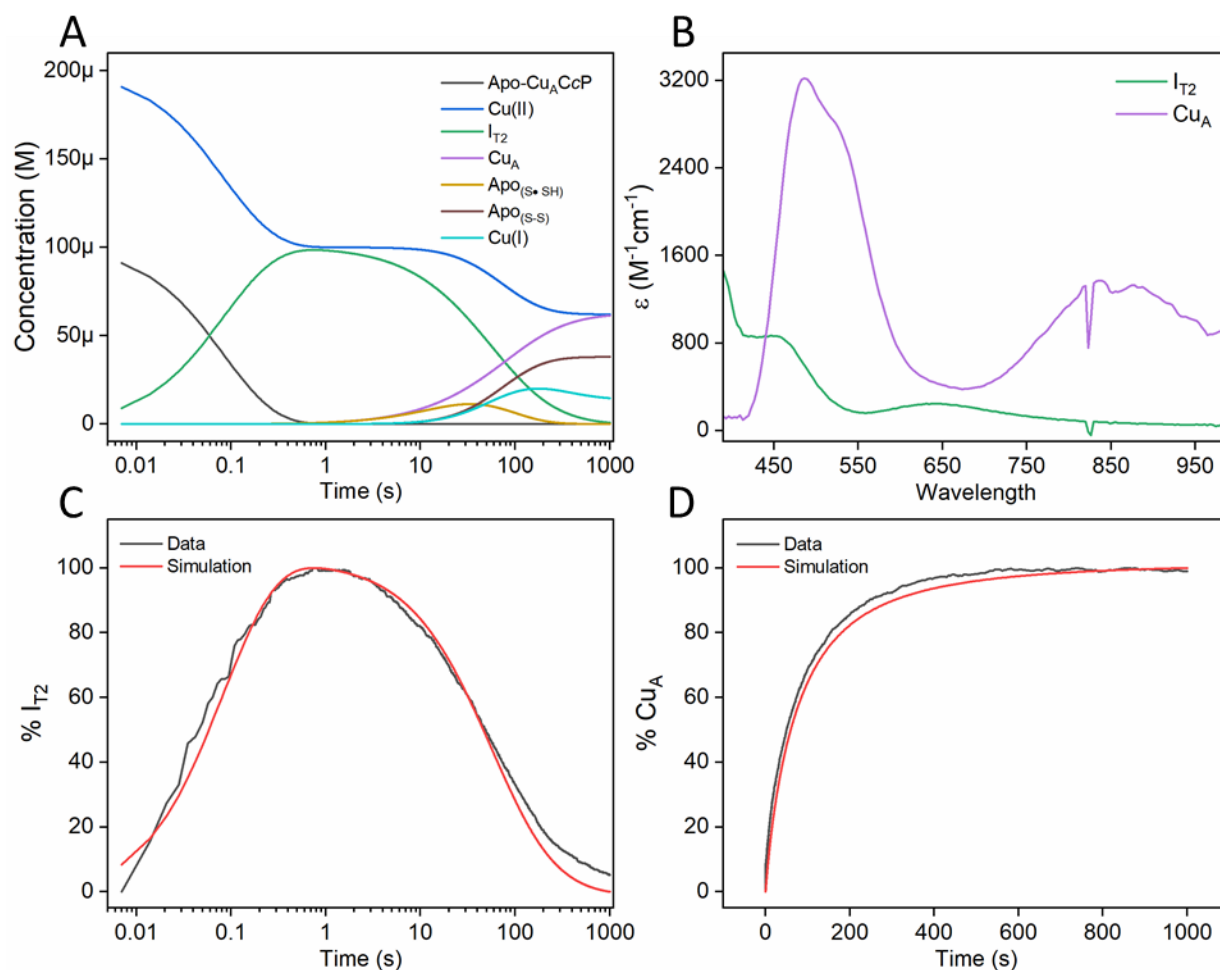 A
200μ
150μ
100μ
50μ
0
Concentration (M)
Apo-CuACcP
Cu(II)
IT2
CuA
Apo(S• SH)
Apo(S-S)
Cu(I)
0.01 0.1 1 10 100 1000
Time (s)
B
3200
2400
1600
800
0
ε (M-1cm-1)
IT2
CuA
450 550 650 750 850 950
Wavelength
C
100
80
60
40
20
0
% IT2
Data
Simulation
0.01 0.1 1 10 100 1000
Time (s)
D
100
80
60
40
20
0
% CuA
Data
Simulation
0 200 400 600 800 1000
Time (s)